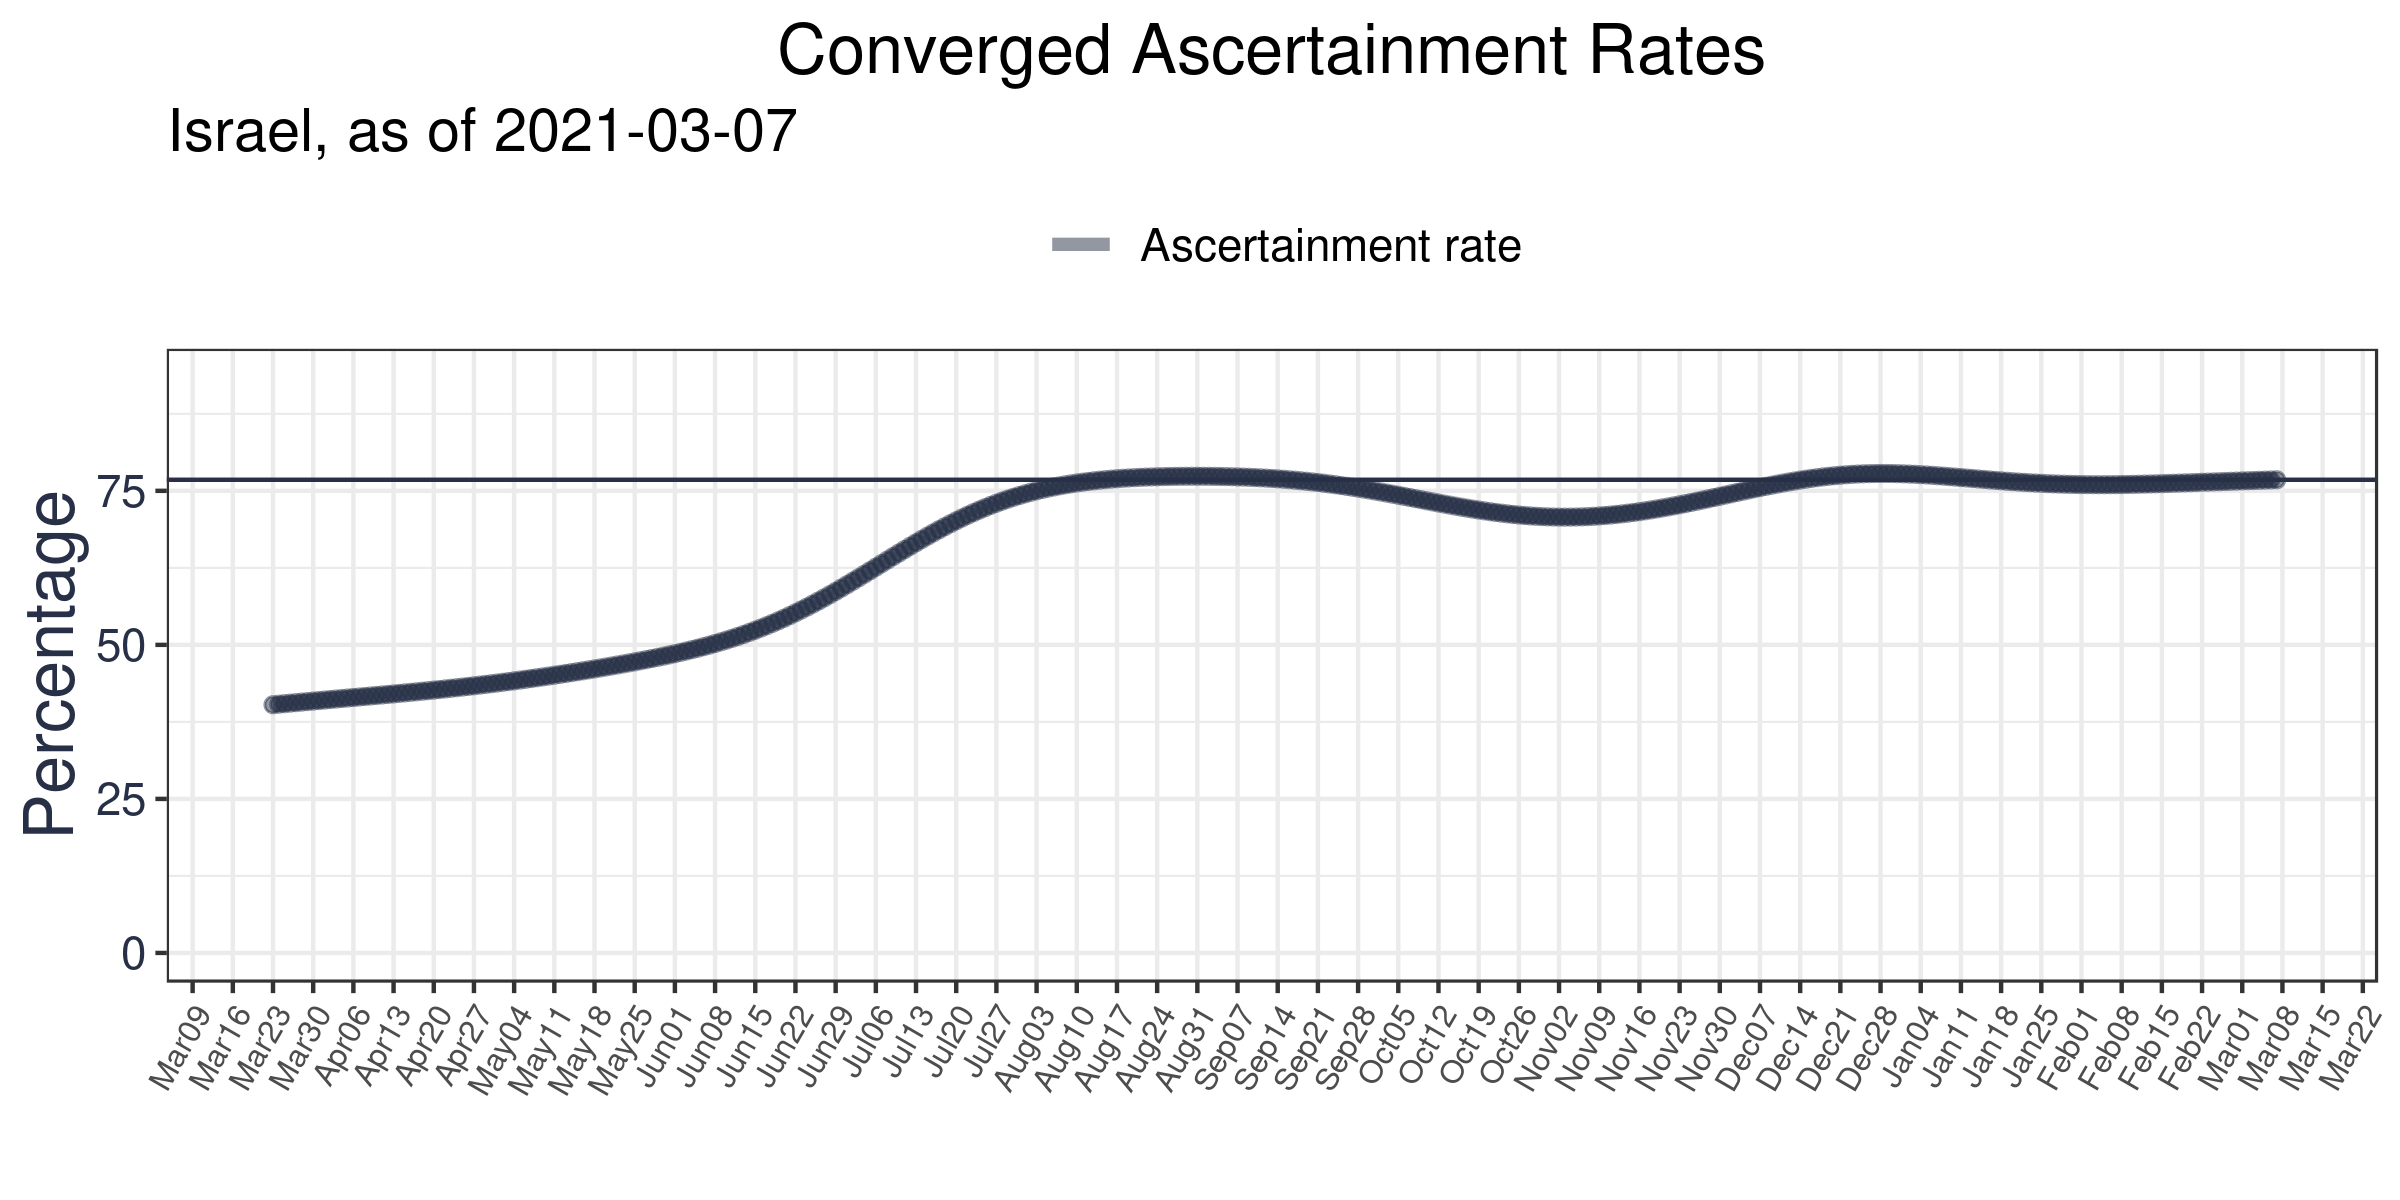 Converged Ascertainment Rates
Israel, as of 2021-03-07
Ascertainment rate
Percentage
75
50
25
0
Mar09 Mar16 Mar23 Mar30 Apr06 Apr13 Apr20 Apr27 May04 May11 May18 May25 Jun01 Jun08 Jun15 Jun22 Jun29 Jul06 Jul13 Jul20 Jul27 Aug03 Aug10 Aug17 Aug24 Aug31 Sep07 Sep14 Sep21 Sep28 Oct05 Oct12 Oct19 Oct26 Nov02 Nov09 Nov16 Nov23 Nov30 Dec07 Dec14 Dec21 Dec28 Jan04 Jan11 Jan18 Jan25 Feb01 Feb08 Feb15 Feb22 Mar01 Mar08 Mar15 Mar22